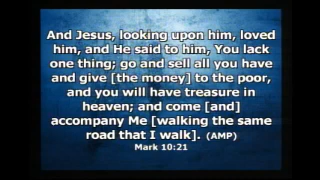 And Jesus, looking upon him, loved
him, and He said to him, You lack
one thing; go and sell all you have
and give [the money] to the poor,
and you will have treasure in
heaven; and come [and]
accompany Me [walking the same
road that I walk]. (AMP)
Mark 10:21